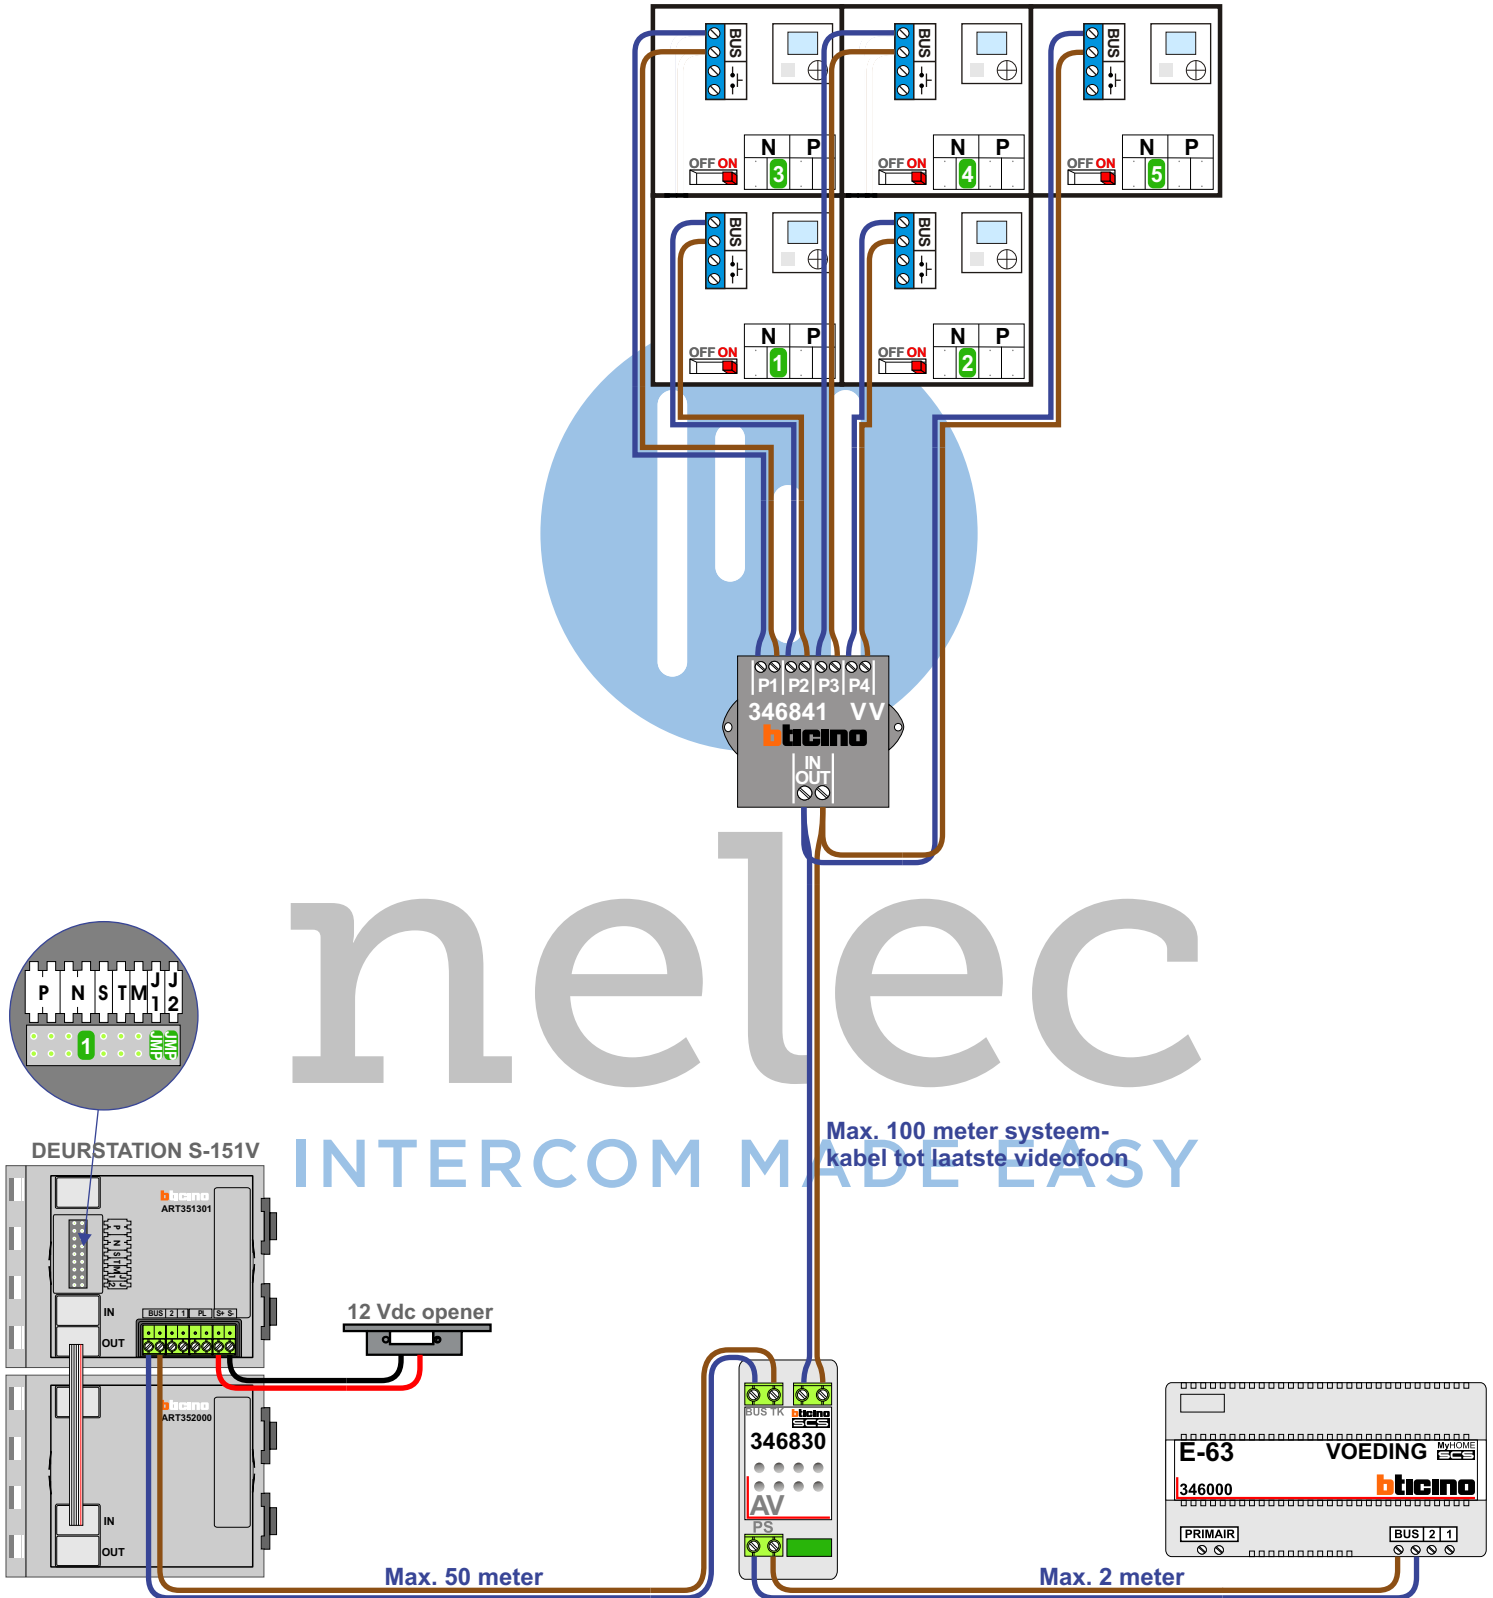 BUS
BUS
BUS
N P
N P
N P
OFF ON
3
OFF ON
4
OFF ON
5
BUS
BUS
N P
N P
OFF ON
1
OFF ON
2
P1 P2 P3 P4
346841 VV
bticino
IN
OUT
nelec
INTERCOM MADE EASY
P N S T M J1 J2
1 JMP JMP
Max. 100 meter systeem-
kabel tot laatste videofoon
DEURSTATION S-151V
bticino
ART351301
P N S T M J1 J2
IN
OUT
BUS 2 1 PL S+ S-
12 Vdc opener
bticino
ART352000
IN
OUT
BUS TK
bticino
SCS
346830
AV
PS
E-63
VOEDING
MyHOME
SCS
346000
bticino
PRIMAIR
BUS 2 1
Max. 50 meter
Max. 2 meter